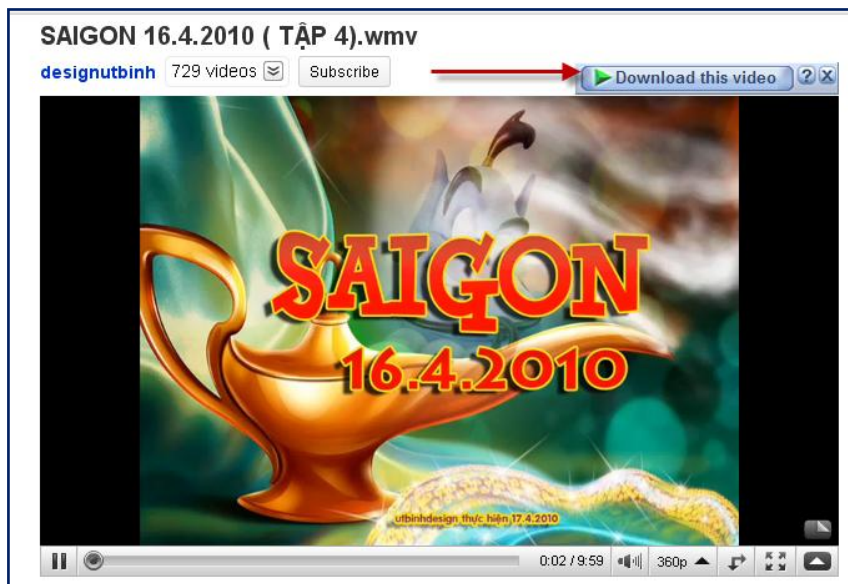 SAIGON 16.4.2010 ( TẬP 4).wmv
designutbinh 729 videos Subscribe
Download this video ? X
SAIGON
16.4.2010
utbinhdesign thực hiện 17.4.2010
0:02 / 9:59 360p